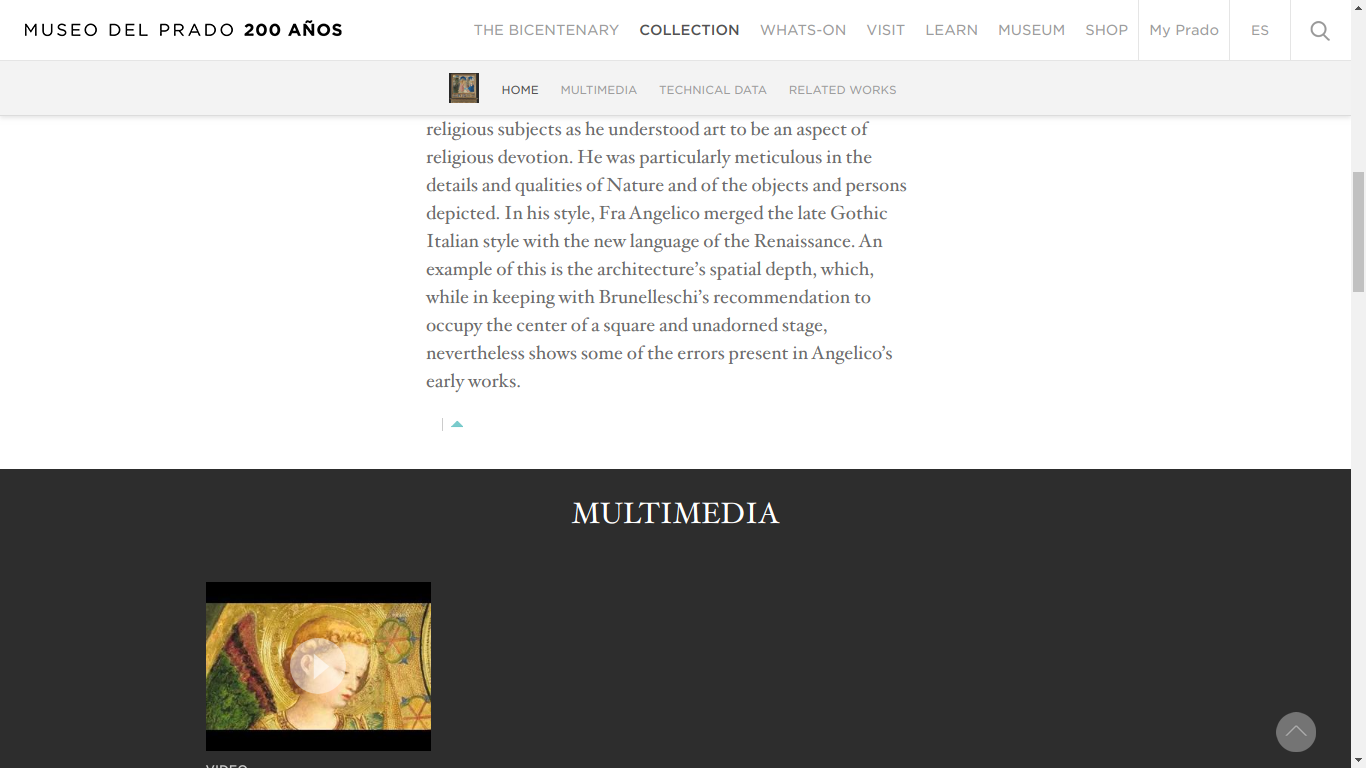 MUSEO DEL PRADO 200 AÑOS
THE BICENTENARY COLLECTION WHATS-ON VISIT LEARN MUSEUM SHOP My Prado ES
HOME MULTIMEDIA TECHNICAL DATA RELATED WORKS
religious subjects as he understood art to be an aspect of
religious devotion. He was particularly meticulous in the
details and qualities of Nature and of the objects and persons
depicted. In his style, Fra Angelico merged the late Gothic
Italian style with the new language of the Renaissance. An
example of this is the architecture’s spatial depth, which,
while in keeping with Brunelleschi’s recommendation to
occupy the center of a square and unadorned stage,
nevertheless shows some of the errors present in Angelico’s
early works.
MULTIMEDIA
VIDEO